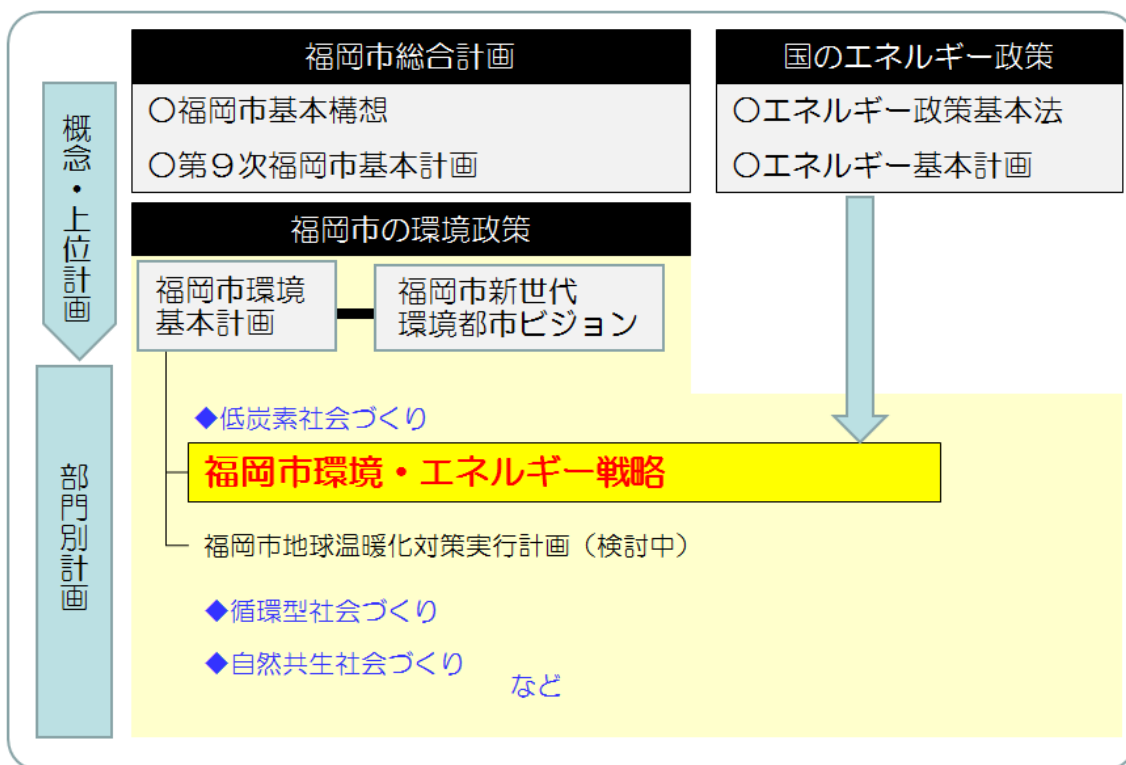 福岡市総合計画
〇福岡市基本構想
〇第９次福岡市基本計画
国のエネルギー政策
〇エネルギー政策基本法
〇エネルギー基本計画
概念・上位計画
福岡市の環境政策
福岡市環境
基本計画
福岡市新世代
環境都市ビジョン
部門別計画
◆低炭素社会づくり
福岡市環境・エネルギー戦略
福岡市地球温暖化対策実行計画（検討中）
◆循環型社会づくり
◆自然共生社会づくり
など